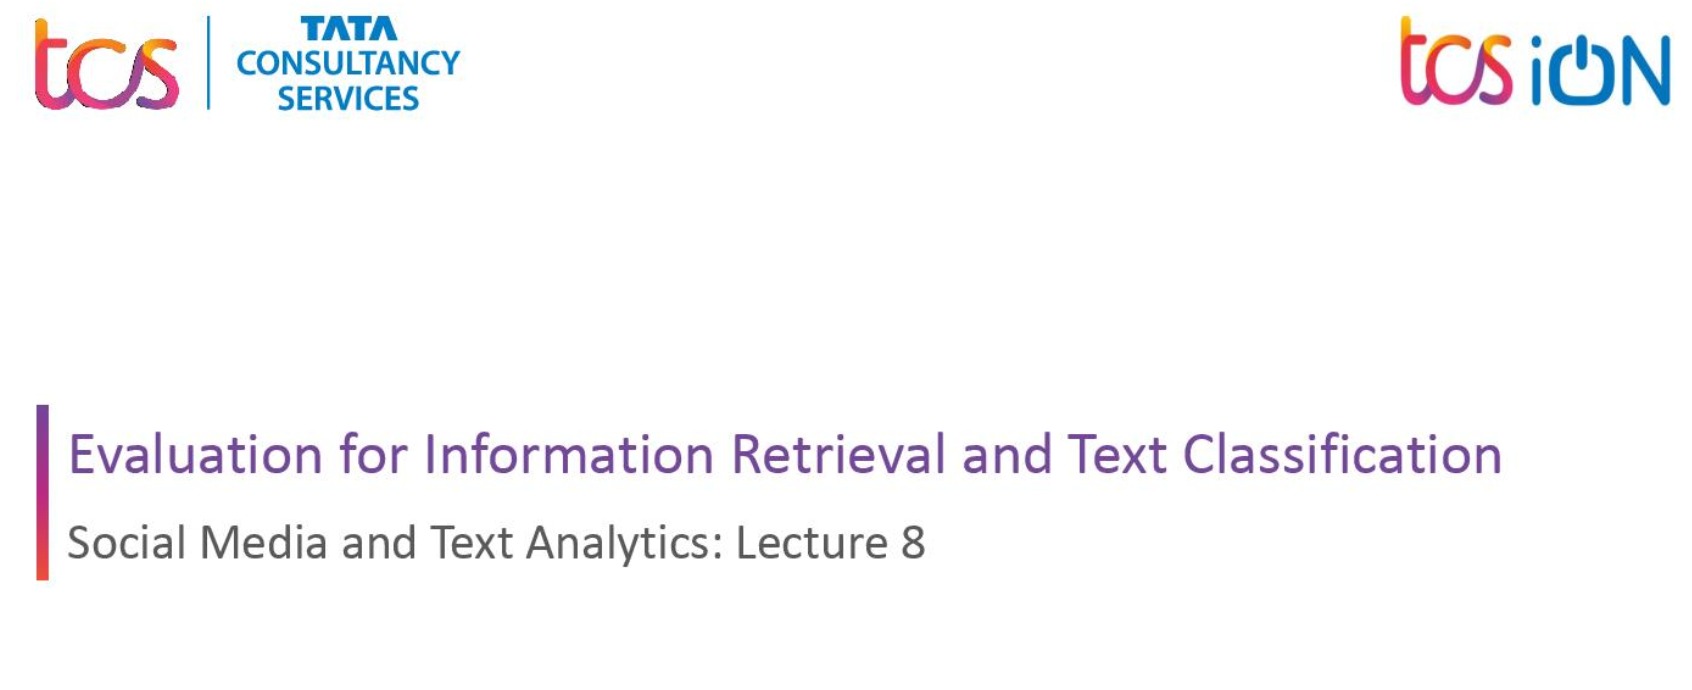 tcs
TATA
CONSULTANCY
SERVICES
tcs iON
Evaluation for Information Retrieval and Text Classification
Social Media and Text Analytics: Lecture 8